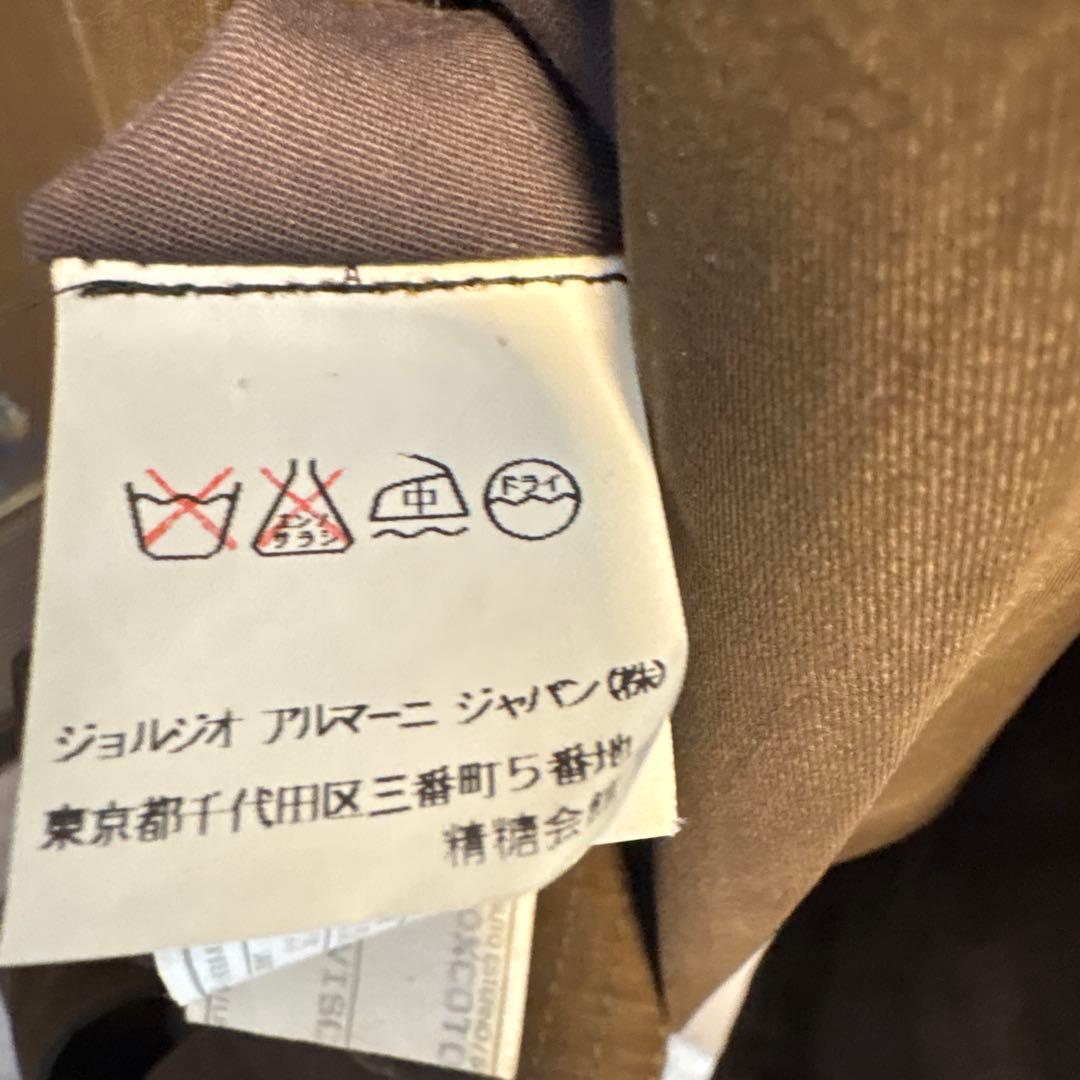 エンソ
サラシ
中
ドライ
ジョルジオ アルマーニ ジャパン(株)
東京都千代田区三番町5番地
精糖会館